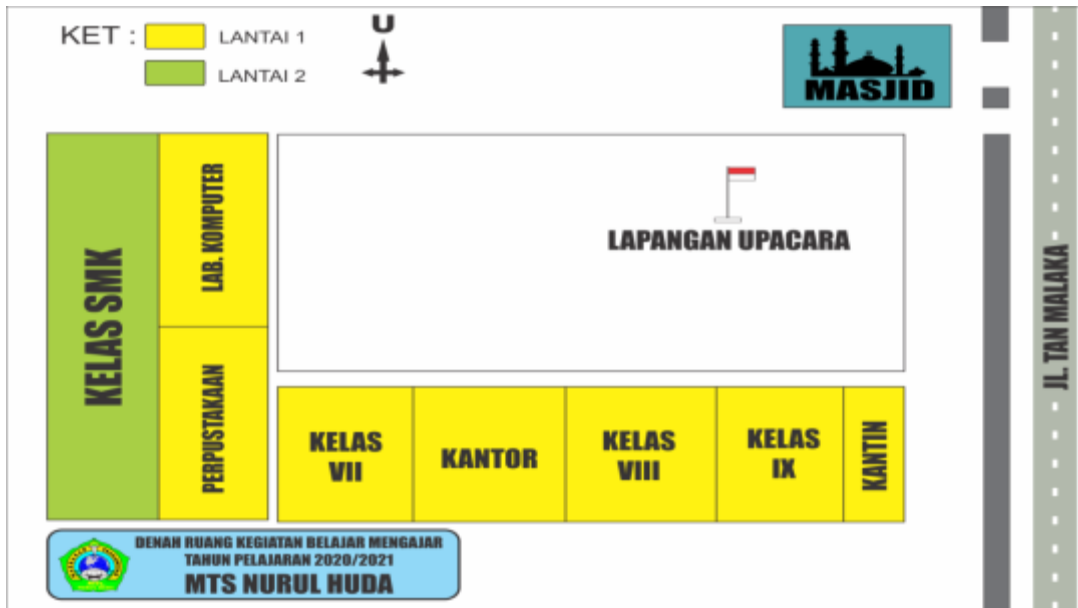 KET :
LANTAI 1
LANTAI 2
U
MASJID
KELAS SMK
LAB. KOMPUTER
PERPUSTAKAAN
LAPANGAN UPACARA
JL. TAN MALAKA
KELAS
VII
KANTOR
KELAS
VIII
KELAS
IX
KANTIN
DENAH RUANG KEGIATAN BELAJAR MENGAJAR
TAHUN PELAJARAN 2020/2021
MTS NURUL HUDA